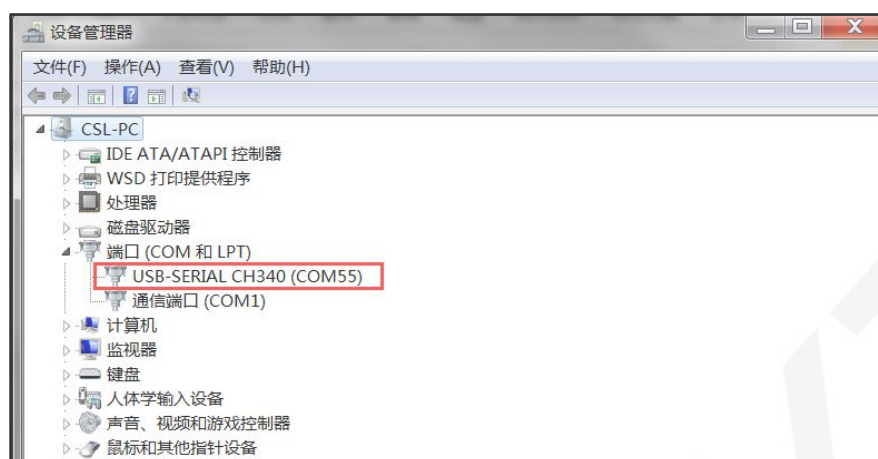 设备管理器
文件(F) 操作(A) 查看(V) 帮助(H)
CSL-PC
IDE ATA/ATAPI 控制器
WSD 打印提供程序
处理器
磁盘驱动器
端口 (COM 和 LPT)
USB-SERIAL CH340 (COM55)
通信端口 (COM1)
计算机
监视器
键盘
人体学输入设备
声音、视频和游戏控制器
鼠标和其他指针设备